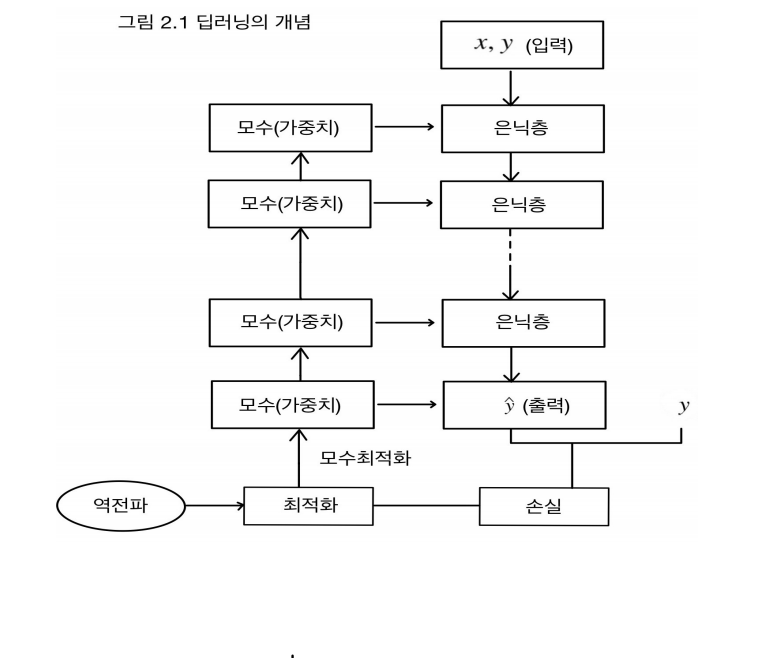 그림 2.1 딥러닝의 개념
x, y (입력)
모수(가중치)
은닉층
모수(가중치)
은닉층
모수(가중치)
은닉층
모수(가중치)
ŷ (출력)
y
모수최적화
역전파
최적화
손실